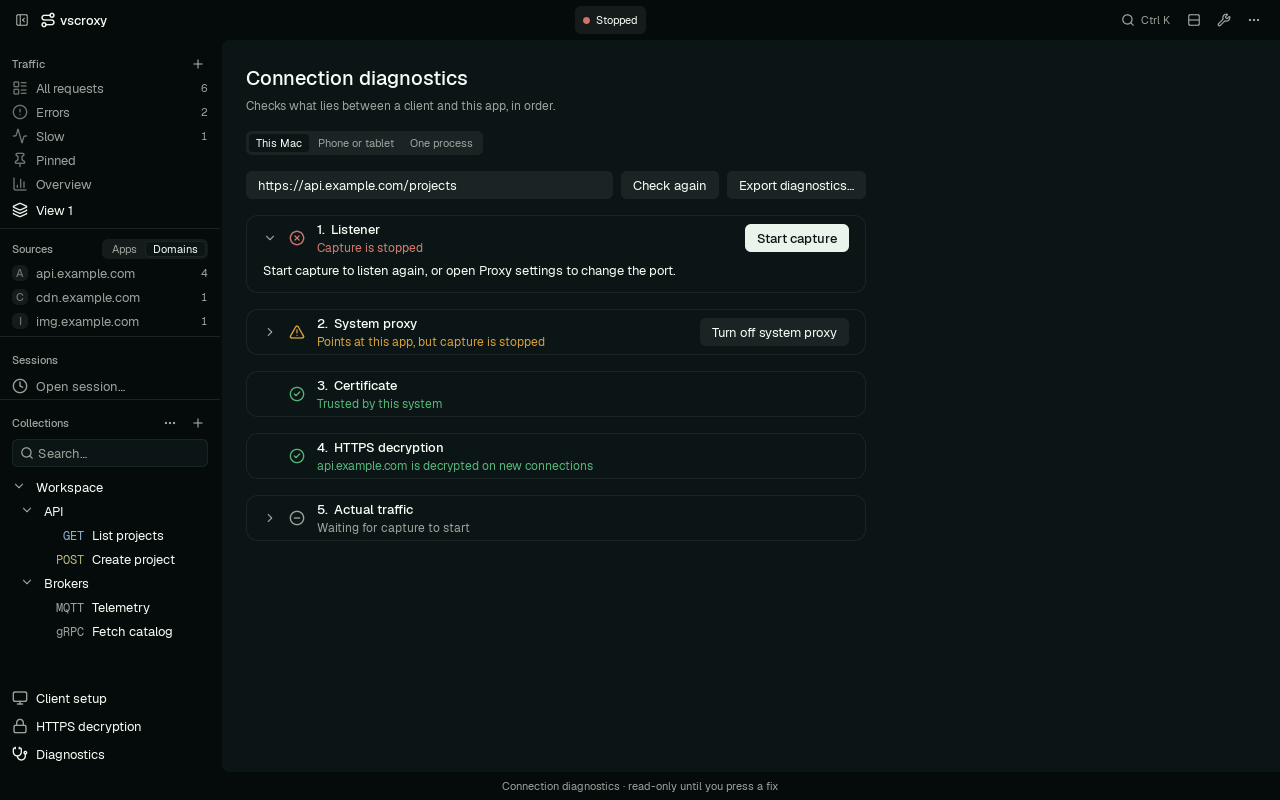 vscroxy
Stopped
Ctrl K
Traffic
All requests 6
Errors 2
Slow 1
Pinned
Overview
View 1
Sources Apps Domains
A api.example.com 4
C cdn.example.com 1
I img.example.com 1
Sessions
Open session...
Collections
Search...
Workspace
API
GET List projects
POST Create project
Brokers
MQTT Telemetry
gRPC Fetch catalog
Client setup
HTTPS decryption
Diagnostics
Connection diagnostics
Checks what lies between a client and this app, in order.
This Mac Phone or tablet One process
https://api.example.com/projects Check again Export diagnostics...
1. Listener
Capture is stopped
Start capture
Start capture to listen again, or open Proxy settings to change the port.
2. System proxy
Points at this app, but capture is stopped
Turn off system proxy
3. Certificate
Trusted by this system
4. HTTPS decryption
api.example.com is decrypted on new connections
5. Actual traffic
Waiting for capture to start
Connection diagnostics · read-only until you press a fix